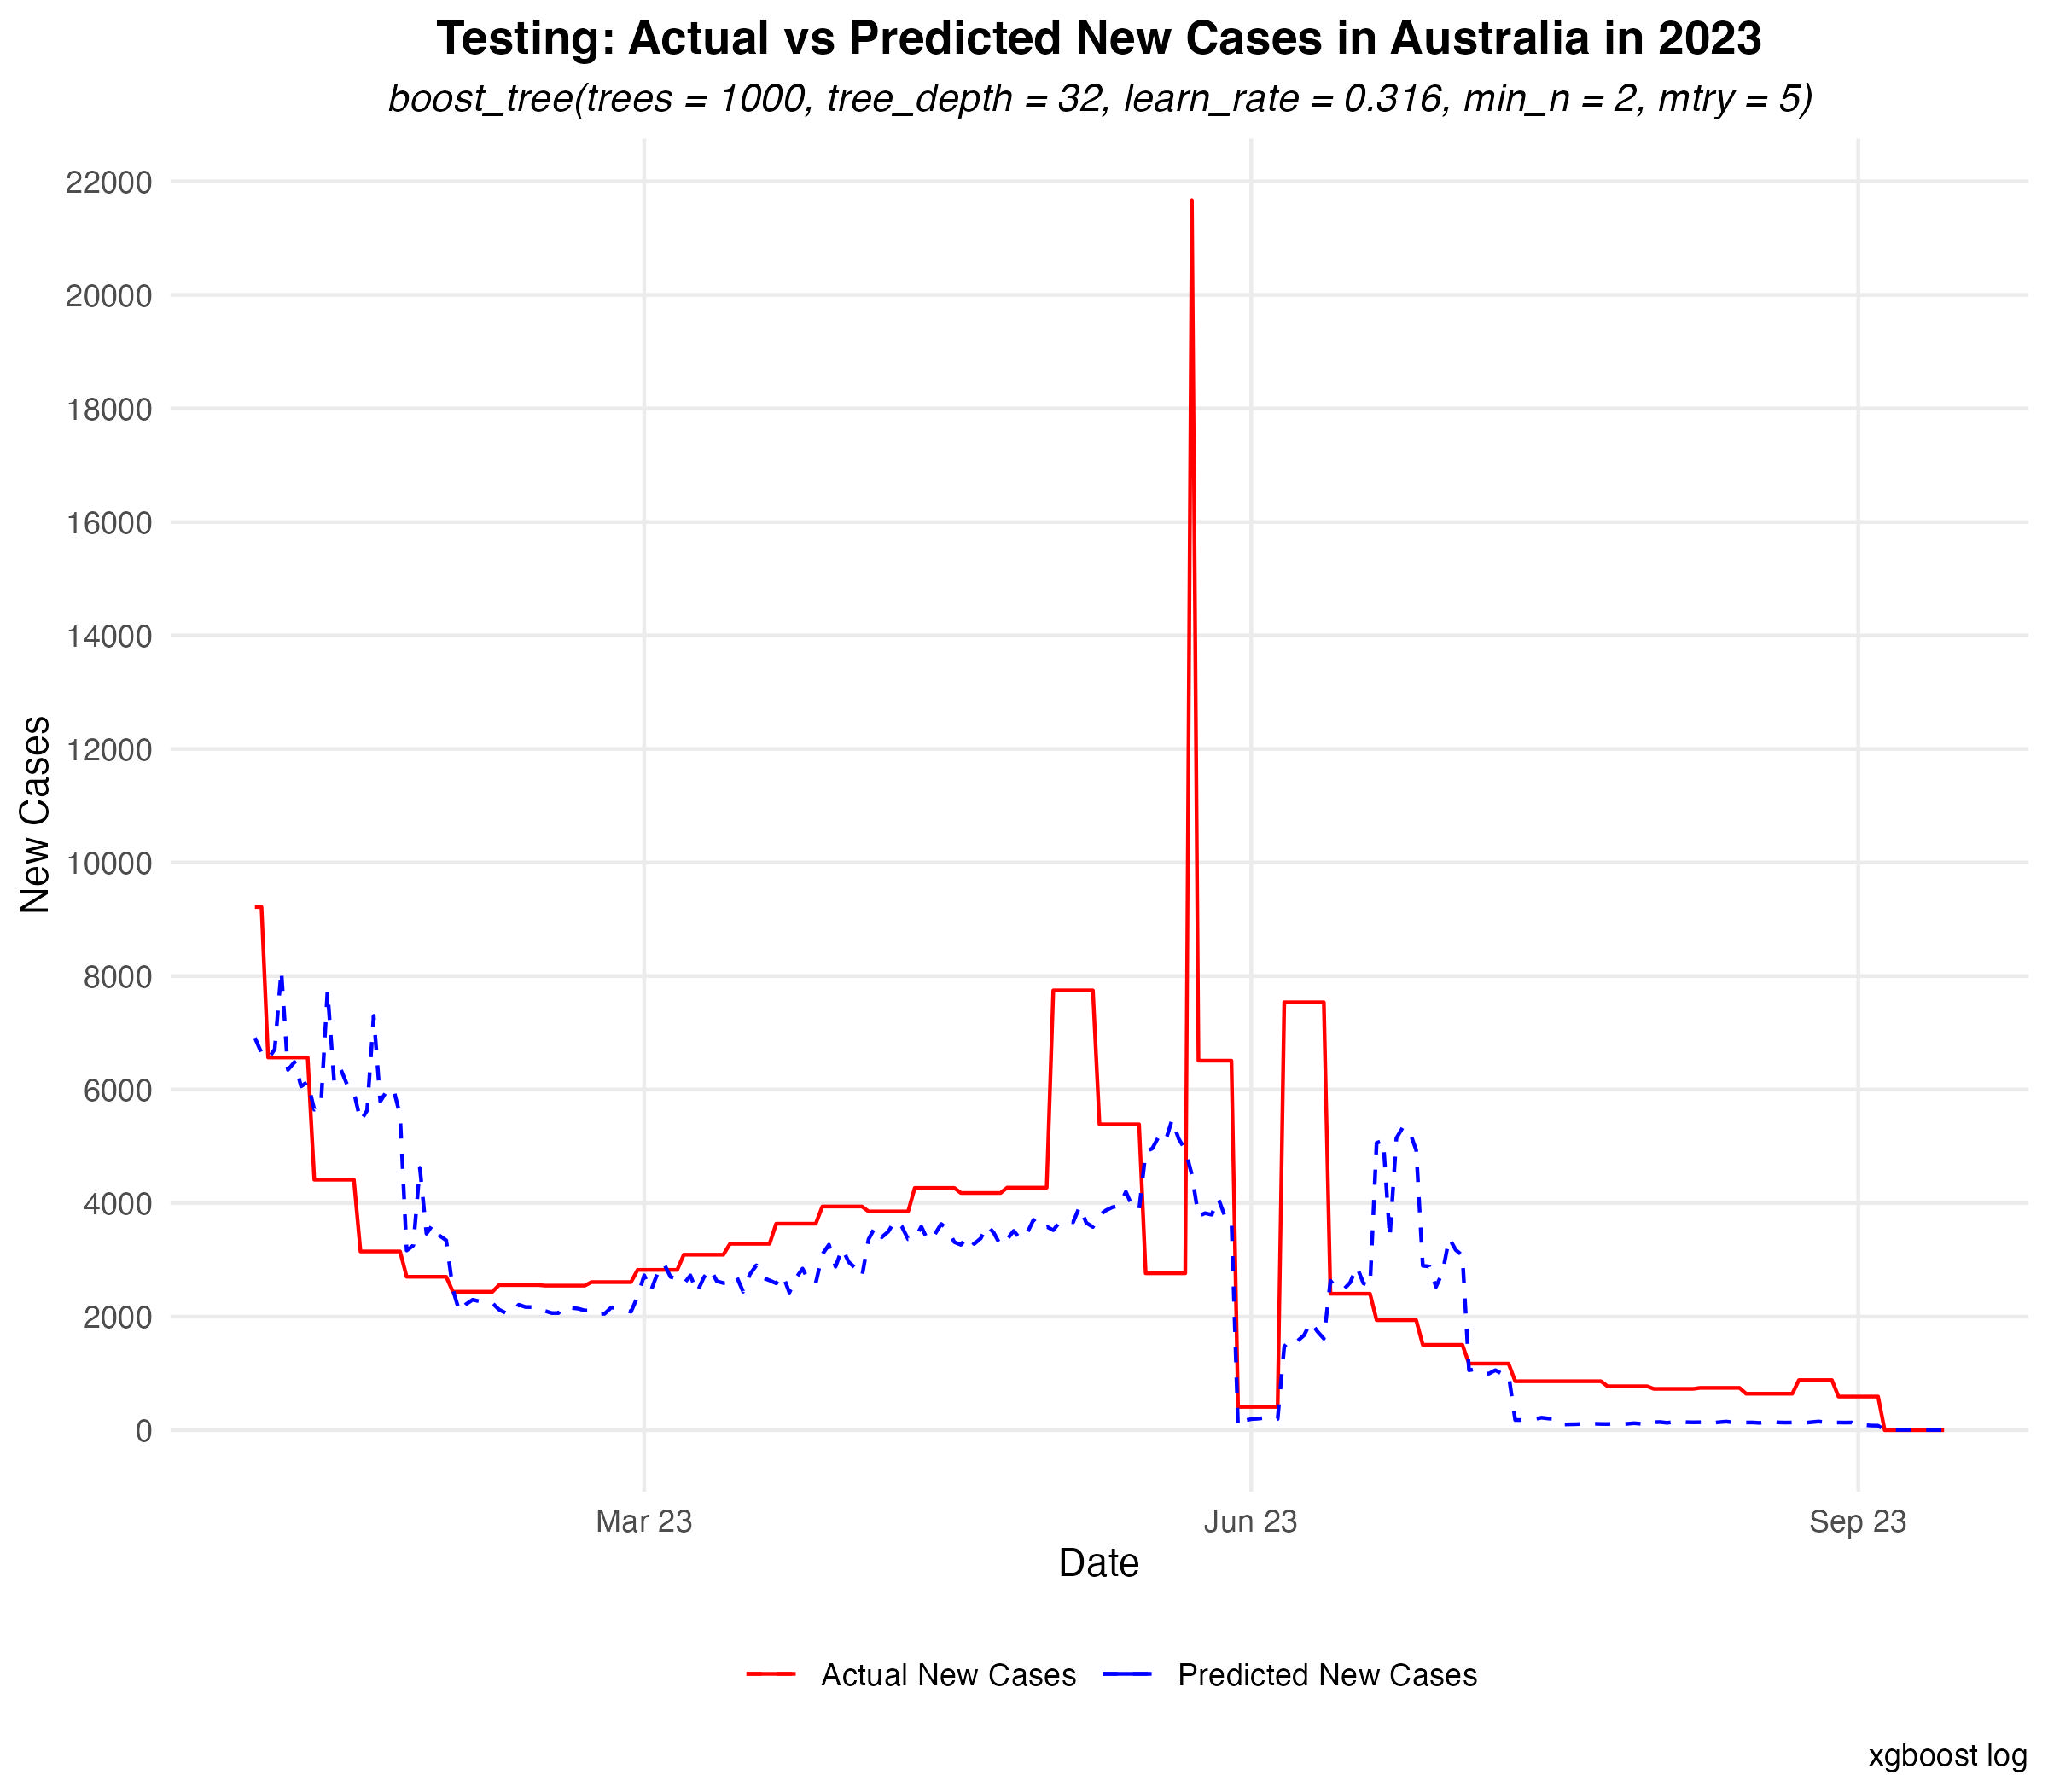 Testing: Actual vs Predicted New Cases in Australia in 2023
boost_tree(trees = 1000, tree_depth = 32, learn_rate = 0.316, min_n = 2, mtry = 5)
22000
20000
18000
16000
14000
12000
10000
8000
6000
4000
2000
0
New Cases
Mar 23
Jun 23
Sep 23
Date
Actual New Cases
Predicted New Cases
xgboost log